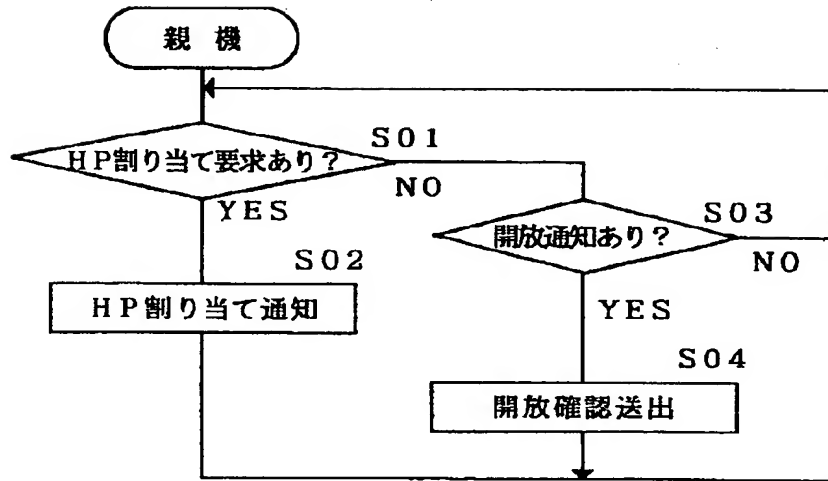 親 機
S01
HP割り当て要求あり?
NO
YES
S03
開放通知あり?
NO
S02
HP割り当て通知
YES
S04
開放確認送出